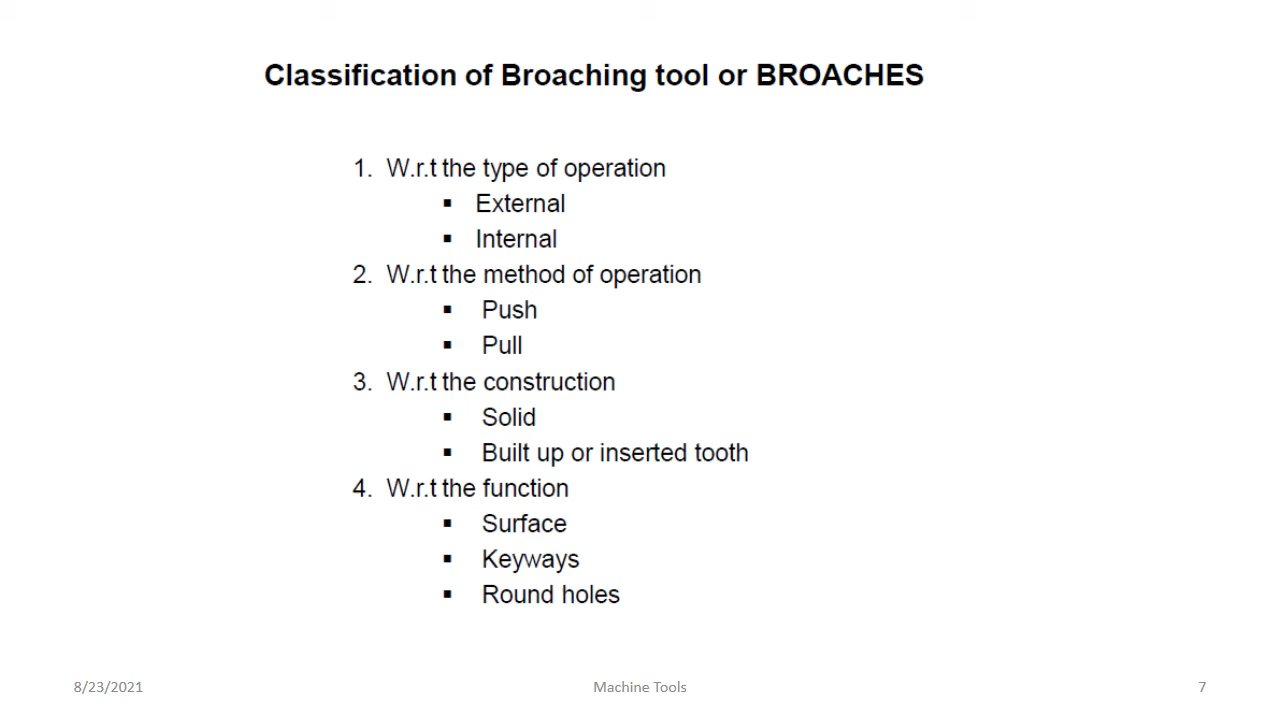 Classification of Broaching tool or BROACHES
1. W.r.t the type of operation
▪ External
▪ Internal
2. W.r.t the method of operation
▪ Push
▪ Pull
3. W.r.t the construction
▪ Solid
▪ Built up or inserted tooth
4. W.r.t the function
▪ Surface
▪ Keyways
▪ Round holes
8/23/2021 Machine Tools 7